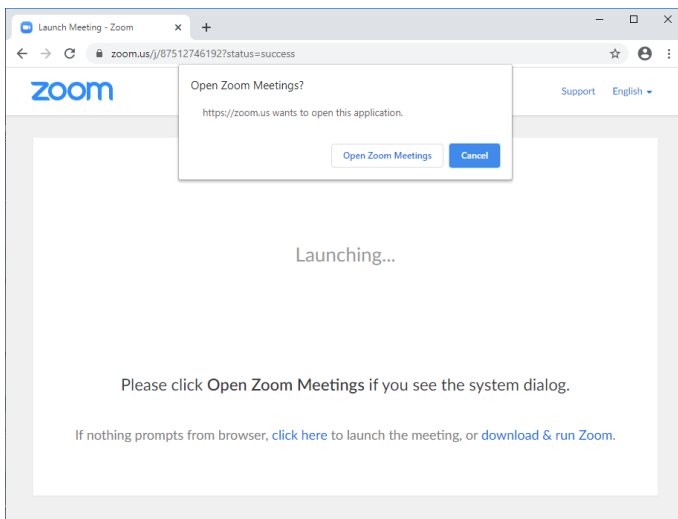 Launch Meeting - Zoom
zoom.us/j/87512746192?status=success
zoom
Support English
Open Zoom Meetings?
https://zoom.us wants to open this application.
Open Zoom Meetings Cancel
Launching...
Please click Open Zoom Meetings if you see the system dialog.
If nothing prompts from browser, click here to launch the meeting, or download & run Zoom.